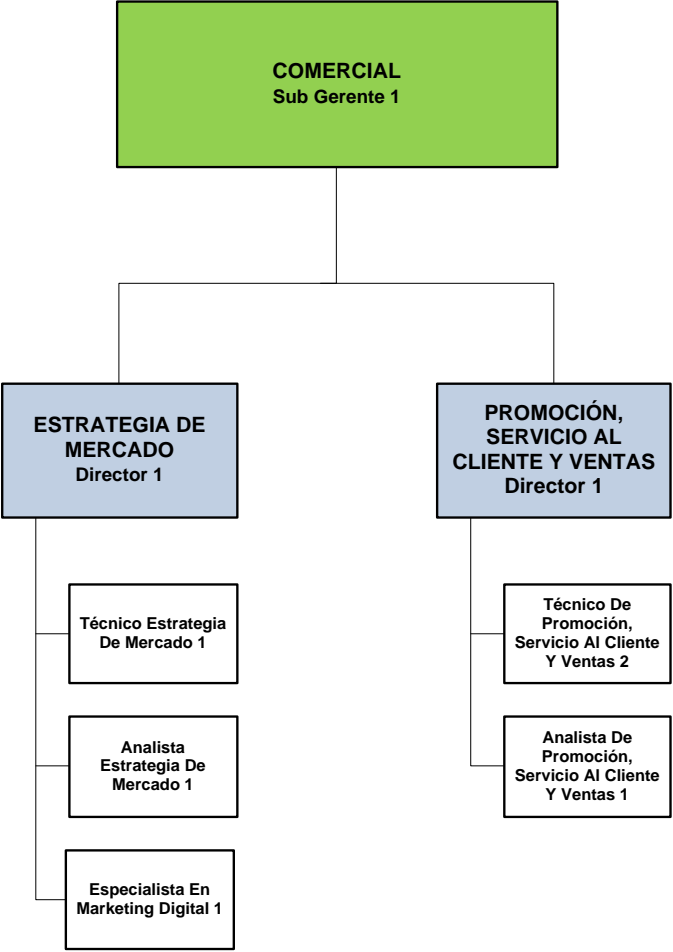 COMERCIAL
Sub Gerente 1
ESTRATEGIA DE
MERCADO
Director 1
PROMOCIÓN,
SERVICIO AL
CLIENTE Y VENTAS
Director 1
Técnico Estrategia
De Mercado 1
Analista
Estrategia De
Mercado 1
Especialista En
Marketing Digital 1
Técnico De
Promoción,
Servicio Al Cliente
Y Ventas 2
Analista De
Promoción,
Servicio Al Cliente
Y Ventas 1